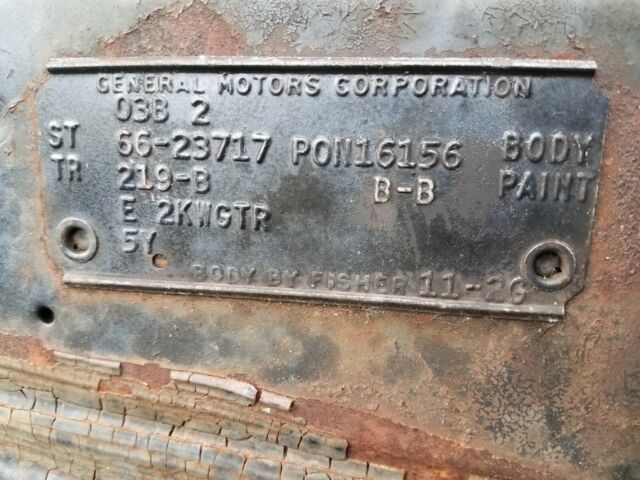 GENERAL MOTORS CORPORATION
03B 2
ST 66-23717 PON16156 BODY
TR 219-B B-B PAINT
E 2KWGTR
5Y
BODY BY FISHER 11-2G